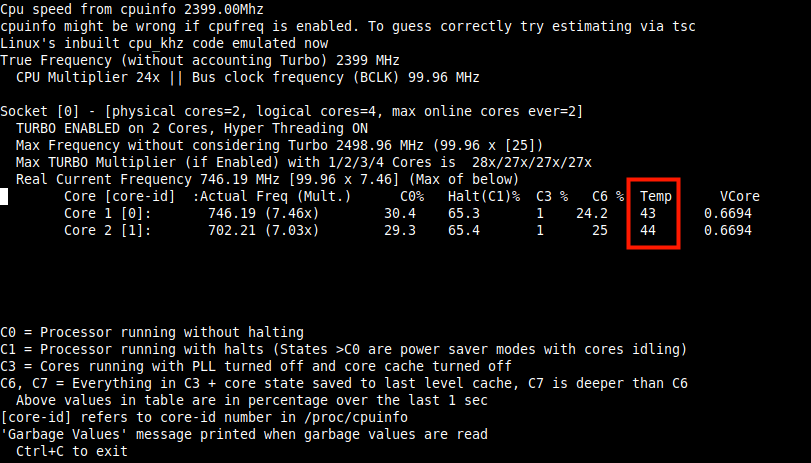 Cpu speed from cpuinfo 2399.00Mhz
cpuinfo might be wrong if cpufreq is enabled. To guess correctly try estimating via tsc
Linux's inbuilt cpu_khz code emulated now
True Frequency (without accounting Turbo) 2399 MHz
  CPU Multiplier 24x || Bus clock frequency (BCLK) 99.96 MHz

Socket [0] - [physical cores=2, logical cores=4, max online cores ever=2]
  TURBO ENABLED on 2 Cores, Hyper Threading ON
  Max Frequency without considering Turbo 2498.96 MHz (99.96 x [25])
  Max TURBO Multiplier (if Enabled) with 1/2/3/4 Cores is  28x/27x/27x/27x
  Real Current Frequency 746.19 MHz [99.96 x 7.46] (Max of below)
        Core [core-id]  :Actual Freq (Mult.)      C0%   Halt(C1)%  C3 %   C6 %  Temp      VCore
        Core 1 [0]:       746.19 (7.46x)        30.4    65.3       1    24.2    43      0.6694
        Core 2 [1]:       702.21 (7.03x)        29.3    65.4       1      25    44      0.6694

C0 = Processor running without halting
C1 = Processor running with halts (States >C0 are power saver modes with cores idling)
C3 = Cores running with PLL turned off and core cache turned off
C6, C7 = Everything in C3 + core state saved to last level cache, C7 is deeper than C6
  Above values in table are in percentage over the last 1 sec
[core-id] refers to core-id number in /proc/cpuinfo
'Garbage Values' message printed when garbage values are read
  Ctrl+C to exit